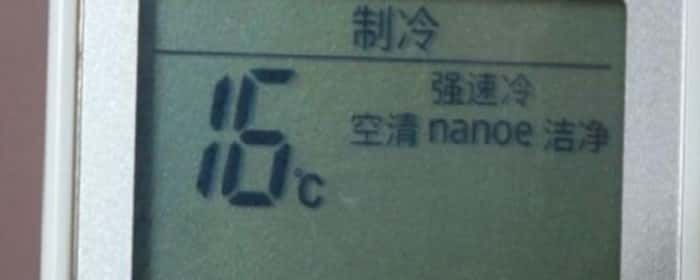 制冷
强速冷
空清 nanoe 洁净
16℃